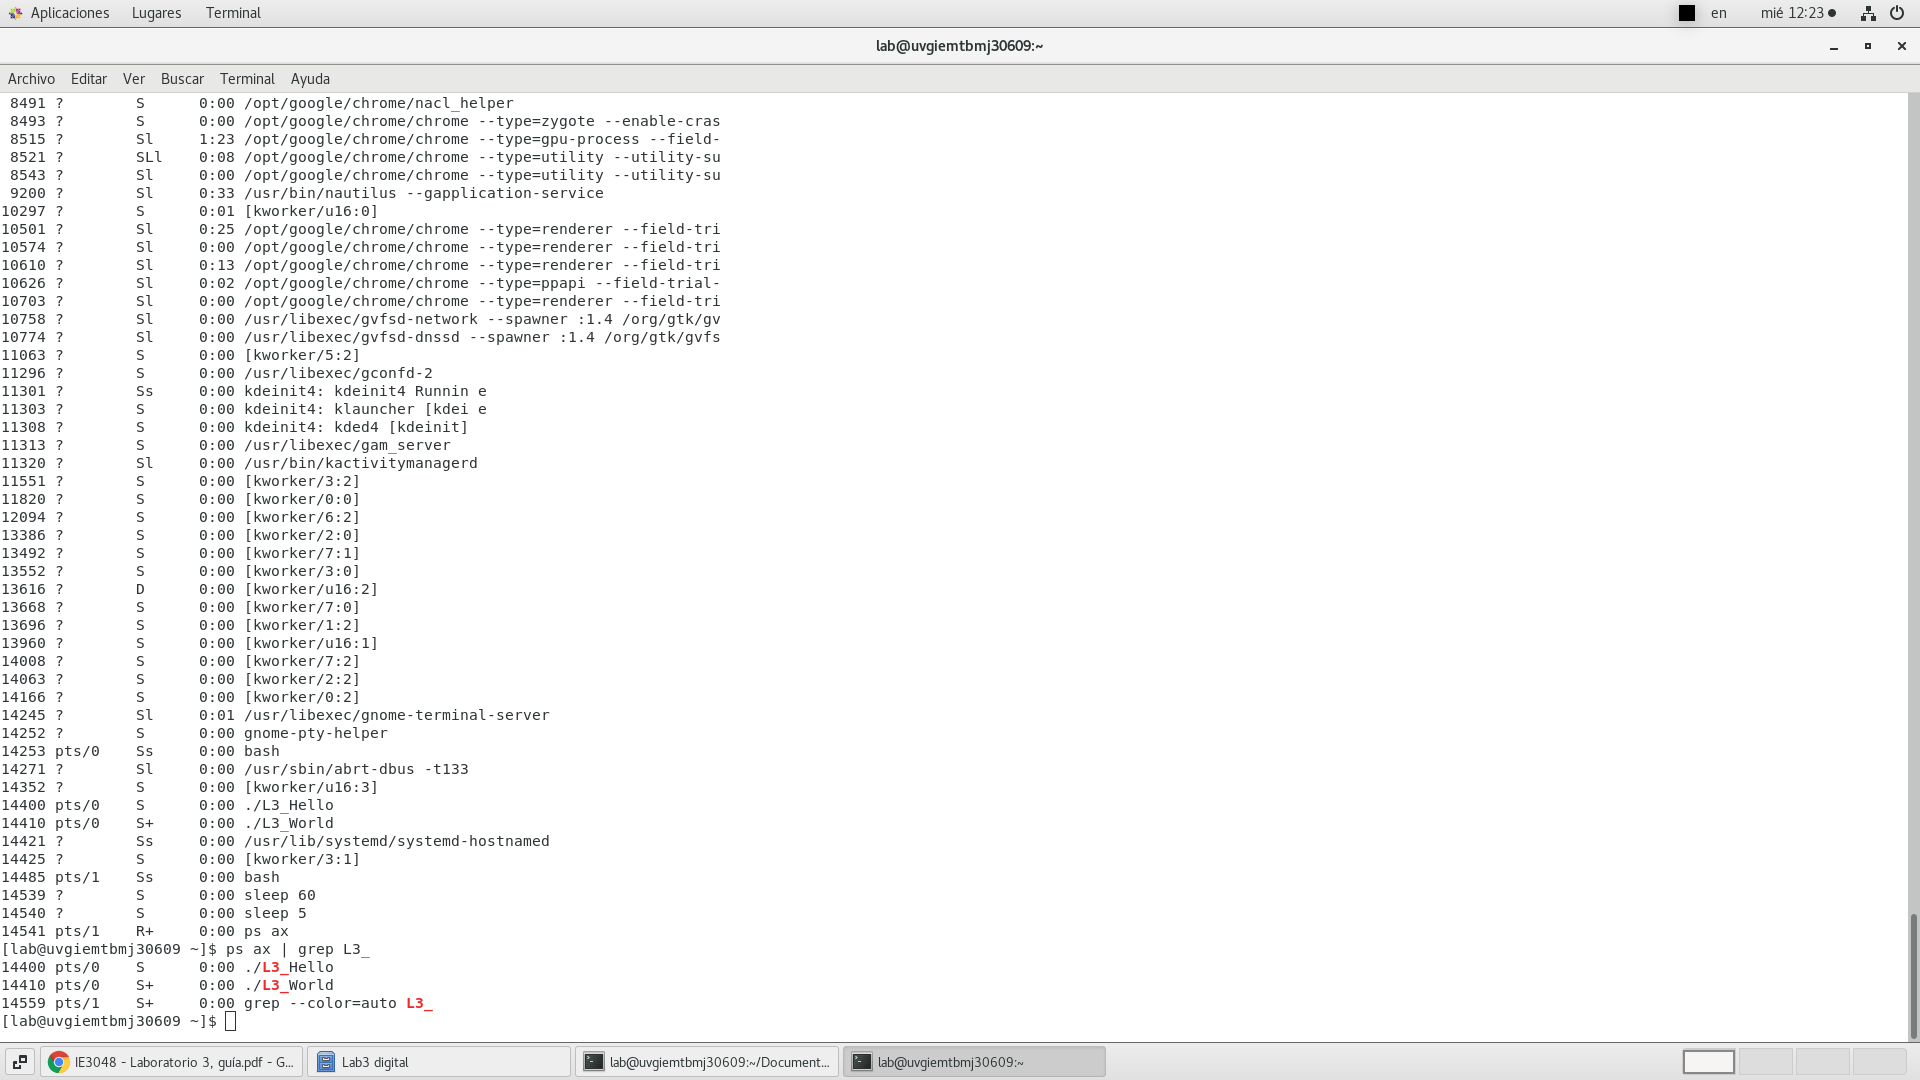 Aplicaciones Lugares Terminal en mié 12:23
lab@uvgiemtbmj30609:~
Archivo Editar Ver Buscar Terminal Ayuda
8491 ? S 0:00 /opt/google/chrome/nacl_helper
8493 ? S 0:00 /opt/google/chrome/chrome --type=zygote --enable-cras
8515 ? Sl 1:23 /opt/google/chrome/chrome --type=gpu-process --field-
8521 ? SLl 0:08 /opt/google/chrome/chrome --type=utility --utility-su
8543 ? Sl 0:00 /opt/google/chrome/chrome --type=utility --utility-su
9200 ? Sl 0:33 /usr/bin/nautilus --gapplication-service
10297 ? S 0:01 [kworker/u16:0]
10501 ? Sl 0:25 /opt/google/chrome/chrome --type=renderer --field-tri
10574 ? Sl 0:00 /opt/google/chrome/chrome --type=renderer --field-tri
10610 ? Sl 0:13 /opt/google/chrome/chrome --type=renderer --field-tri
10626 ? Sl 0:02 /opt/google/chrome/chrome --type=ppapi --field-trial-
10703 ? Sl 0:00 /opt/google/chrome/chrome --type=renderer --field-tri
10758 ? Sl 0:00 /usr/libexec/gvfsd-network --spawner :1.4 /org/gtk/gv
10774 ? Sl 0:00 /usr/libexec/gvfsd-dnssd --spawner :1.4 /org/gtk/gvfs
11063 ? S 0:00 [kworker/5:2]
11296 ? S 0:00 /usr/libexec/gconfd-2
11301 ? Ss 0:00 kdeinit4: kdeinit4 Runnin e
11303 ? S 0:00 kdeinit4: klauncher [kdei e
11308 ? S 0:00 kdeinit4: kded4 [kdeinit]
11313 ? S 0:00 /usr/libexec/gam_server
11320 ? Sl 0:00 /usr/bin/kactivitymanagerd
11551 ? S 0:00 [kworker/3:2]
11820 ? S 0:00 [kworker/0:0]
12094 ? S 0:00 [kworker/6:2]
13386 ? S 0:00 [kworker/2:0]
13492 ? S 0:00 [kworker/7:1]
13552 ? S 0:00 [kworker/3:0]
13616 ? D 0:00 [kworker/u16:2]
13668 ? S 0:00 [kworker/7:0]
13696 ? S 0:00 [kworker/1:2]
13960 ? S 0:00 [kworker/u16:1]
14008 ? S 0:00 [kworker/7:2]
14063 ? S 0:00 [kworker/2:2]
14166 ? S 0:00 [kworker/0:2]
14245 ? Sl 0:01 /usr/libexec/gnome-terminal-server
14252 ? S 0:00 gnome-pty-helper
14253 pts/0 Ss 0:00 bash
14271 ? Sl 0:00 /usr/sbin/abrt-dbus -t133
14352 ? S 0:00 [kworker/u16:3]
14400 pts/0 S 0:00 ./L3_Hello
14410 pts/0 S+ 0:00 ./L3_World
14421 ? Ss 0:00 /usr/lib/systemd/systemd-hostnamed
14425 ? S 0:00 [kworker/3:1]
14485 pts/1 Ss 0:00 bash
14539 ? S 0:00 sleep 60
14540 ? S 0:00 sleep 5
14541 pts/1 R+ 0:00 ps ax
[lab@uvgiemtbmj30609 ~]$ ps ax | grep L3_
14400 pts/0 S 0:00 ./L3_Hello
14410 pts/0 S+ 0:00 ./L3_World
14559 pts/1 S+ 0:00 grep --color=auto L3_
[lab@uvgiemtbmj30609 ~]$
IE3048 - Laboratorio 3, guía.pdf - G... Lab3 digital lab@uvgiemtbmj30609:~/Document... lab@uvgiemtbmj30609:~